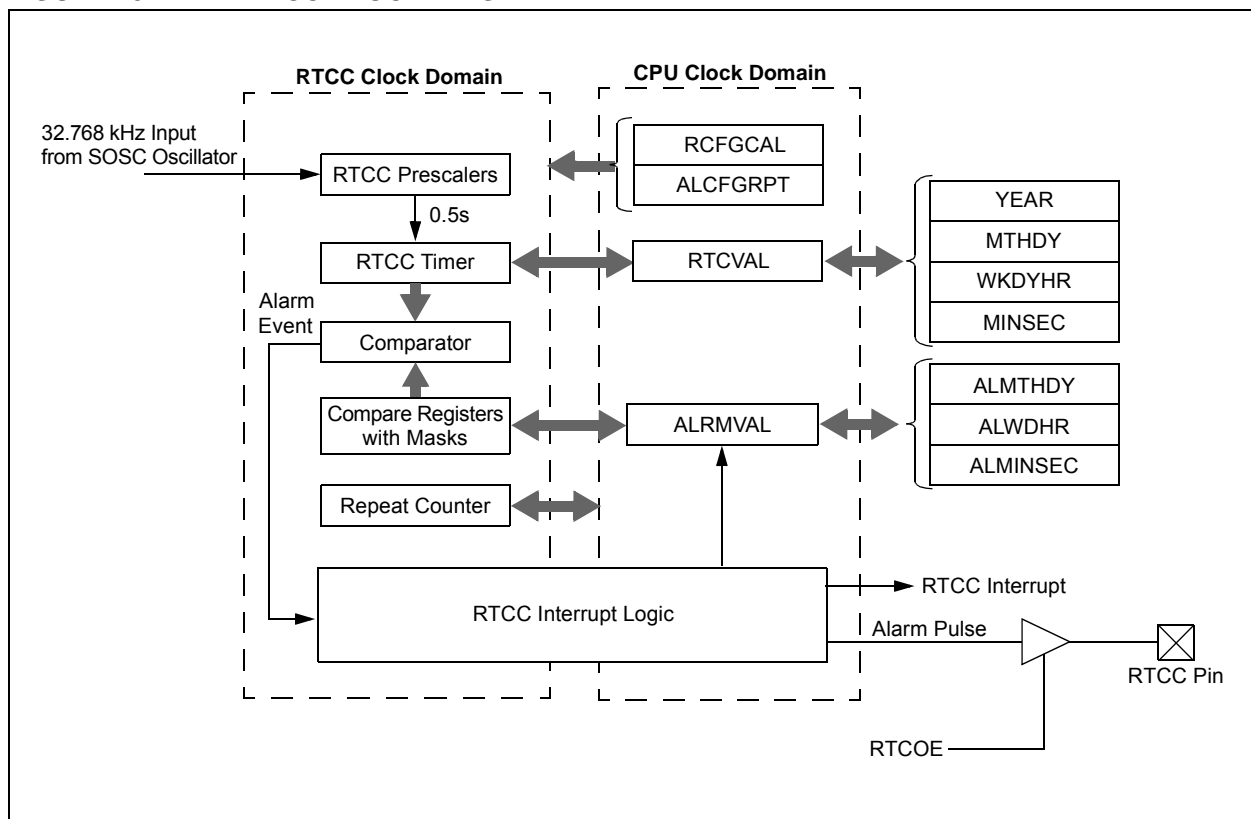 RTCC Clock Domain
CPU Clock Domain
32.768 kHz Input
from SOSC Oscillator
RTCC Prescalers
0.5s
RTCC Timer
Alarm
Event
Comparator
Compare Registers
with Masks
Repeat Counter
RCFGCAL
ALCFGRPT
RTCVAL
ALRMVAL
YEAR
MTHDY
WKDYHR
MINSEC
ALMTHDY
ALWDHR
ALMINSEC
RTCC Interrupt Logic
RTCC Interrupt
Alarm Pulse
RTCC Pin
RTCOE